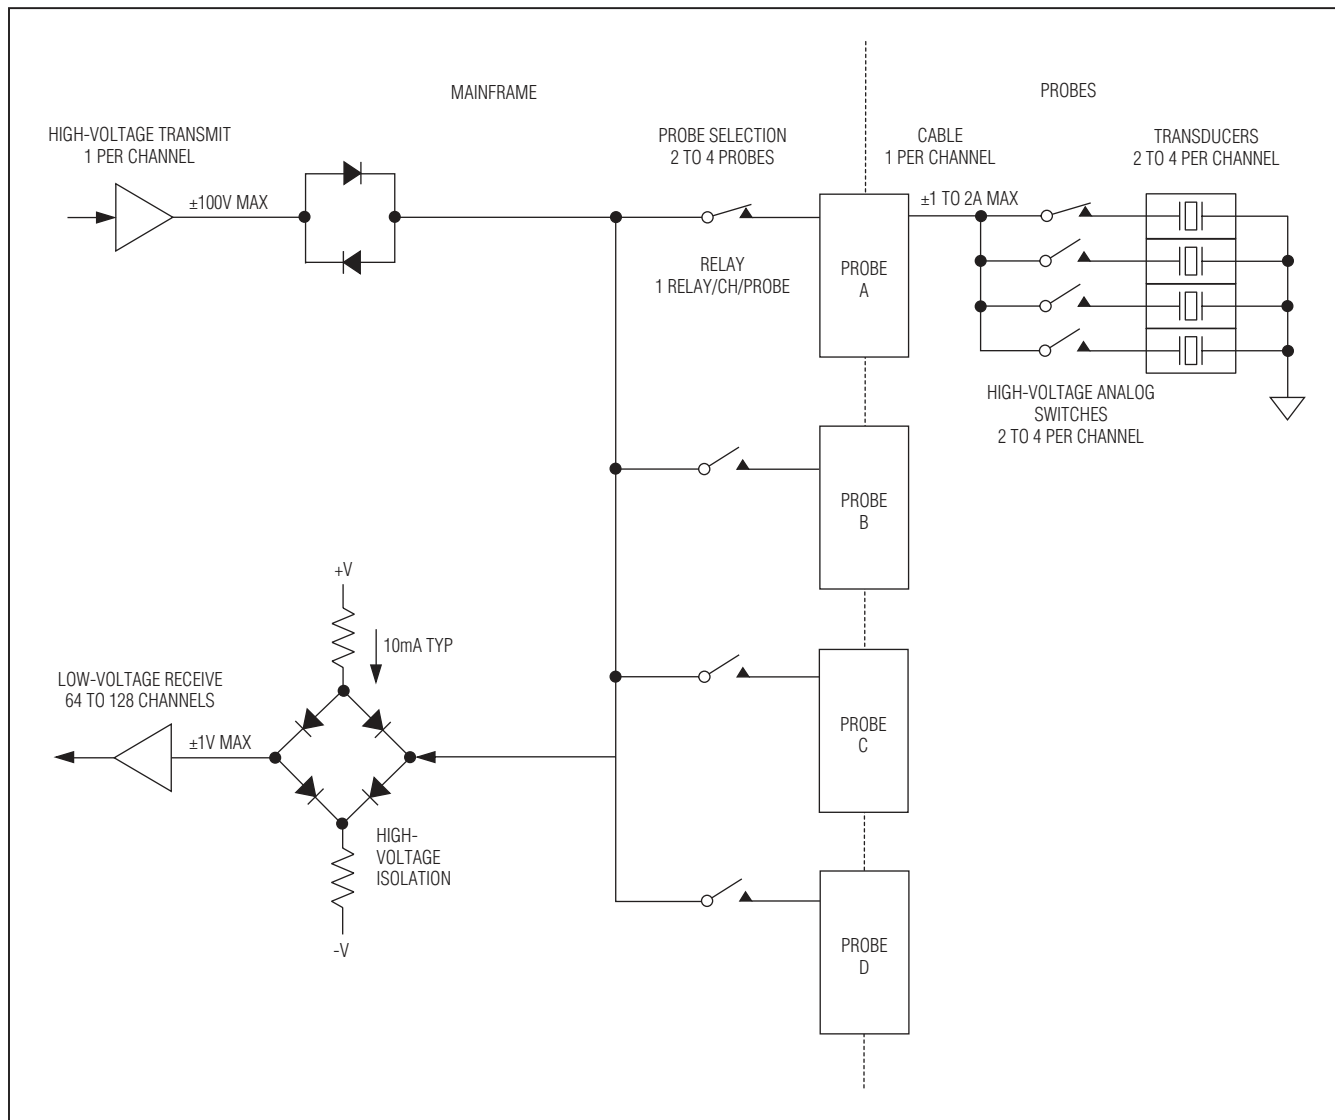 MAINFRAME
PROBES
HIGH-VOLTAGE TRANSMIT
1 PER CHANNEL
±100V MAX
PROBE SELECTION
2 TO 4 PROBES
CABLE
1 PER CHANNEL
TRANSDUCERS
2 TO 4 PER CHANNEL
±1 TO 2A MAX
RELAY
1 RELAY/CH/PROBE
PROBE
A
HIGH-VOLTAGE ANALOG
SWITCHES
2 TO 4 PER CHANNEL
PROBE
B
+V
10mA TYP
LOW-VOLTAGE RECEIVE
64 TO 128 CHANNELS
±1V MAX
PROBE
C
HIGH-
VOLTAGE
ISOLATION
-V
PROBE
D